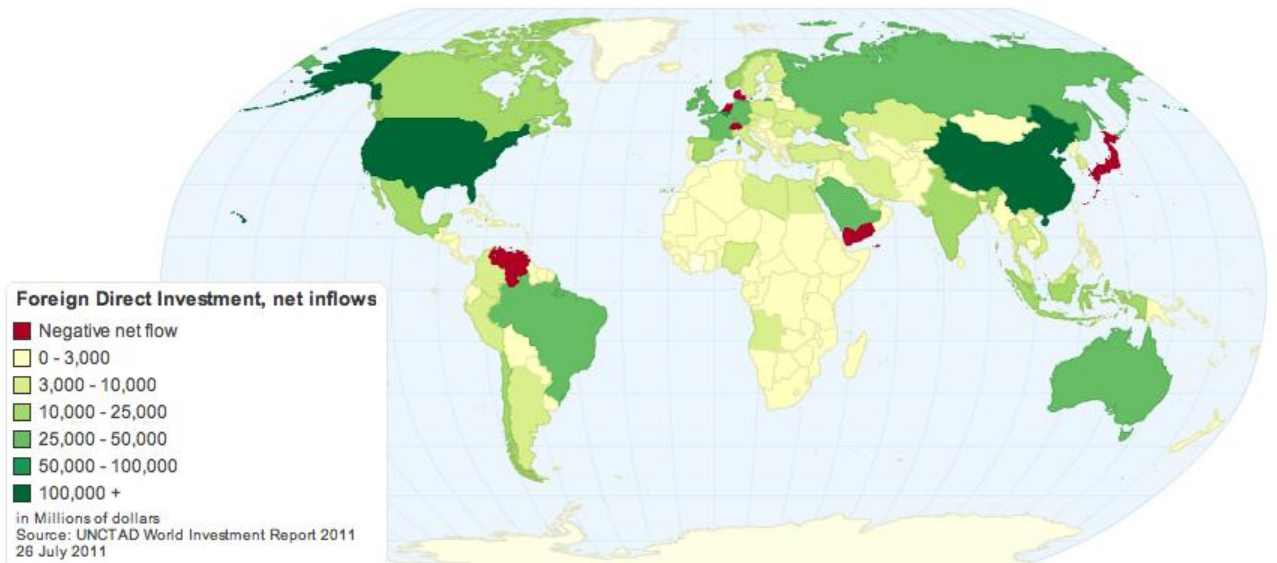 Foreign Direct Investment, net inflows
Negative net flow
0 - 3,000
3,000 - 10,000
10,000 - 25,000
25,000 - 50,000
50,000 - 100,000
100,000 +
in Millions of dollars
Source: UNCTAD World Investment Report 2011
26 July 2011